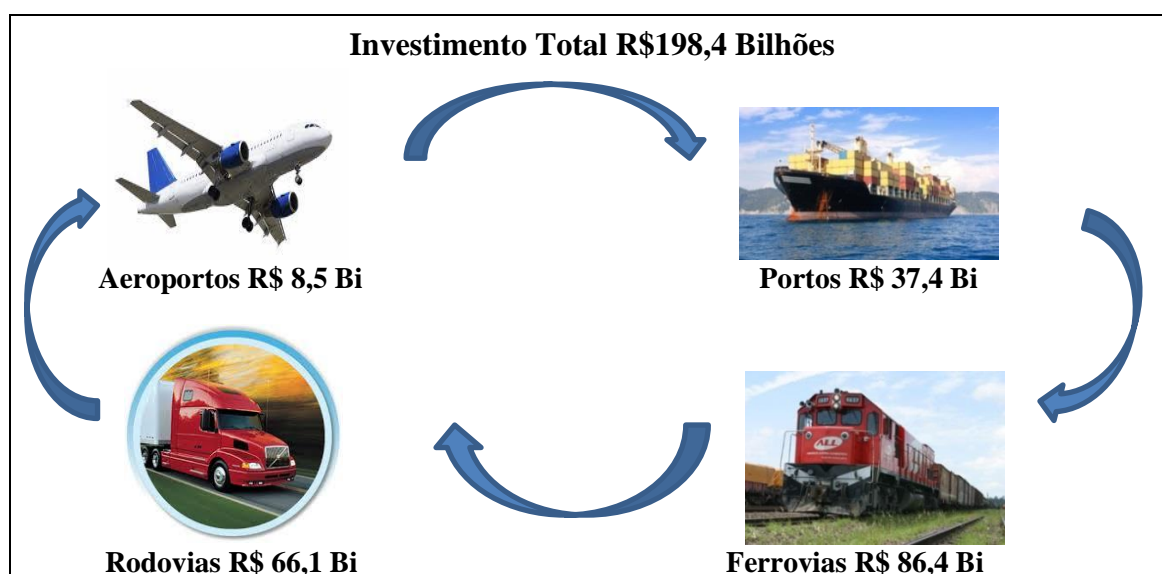 Investimento Total R$198,4 Bilhões
Aeroportos R$ 8,5 Bi
Portos R$ 37,4 Bi
ALL
Rodovias R$ 66,1 Bi
Ferrovias R$ 86,4 Bi